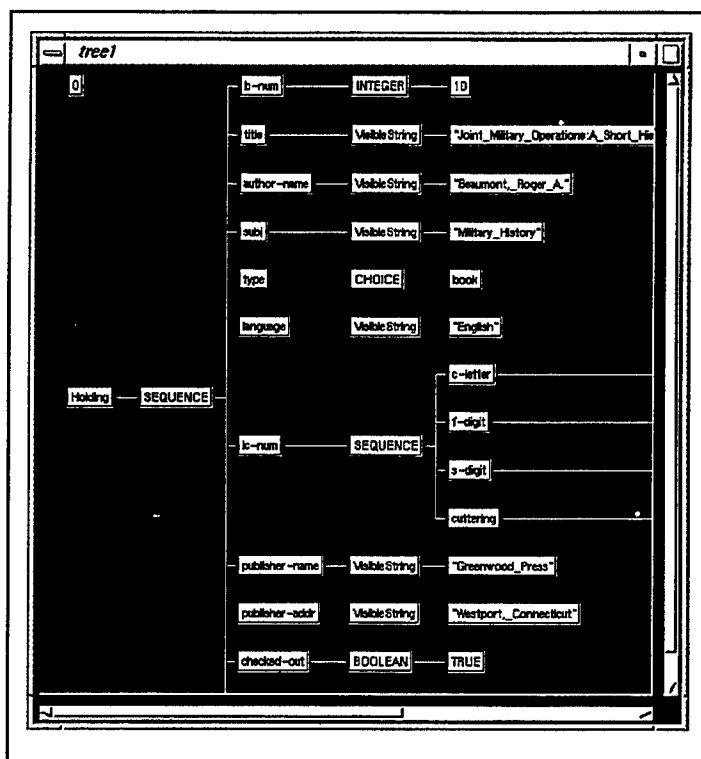 tree1
0
b-num INTEGER 10
title VisibleString "Joint_Military_Operations:A_Short_His
author-name VisibleString "Beaumont,_Roger_A."
subj VisibleString "Military_History"
type CHOICE book
language VisibleString "English"
c-letter
Holding SEQUENCE
f-digit
lc-num SEQUENCE
s-digit
cuttering
publisher-name VisibleString "Greenwood_Press"
publisher-addr VisibleString "Westport,_Connecticut"
checked-out BOOLEAN TRUE